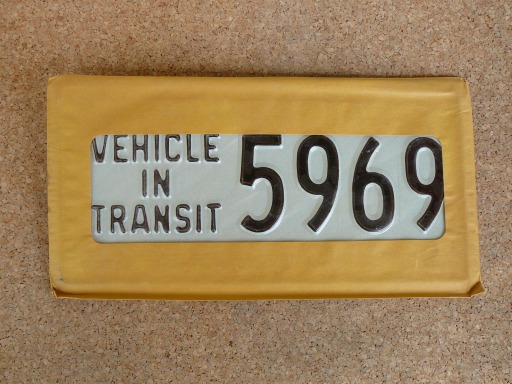 VEHICLE
IN
TRANSIT
5969